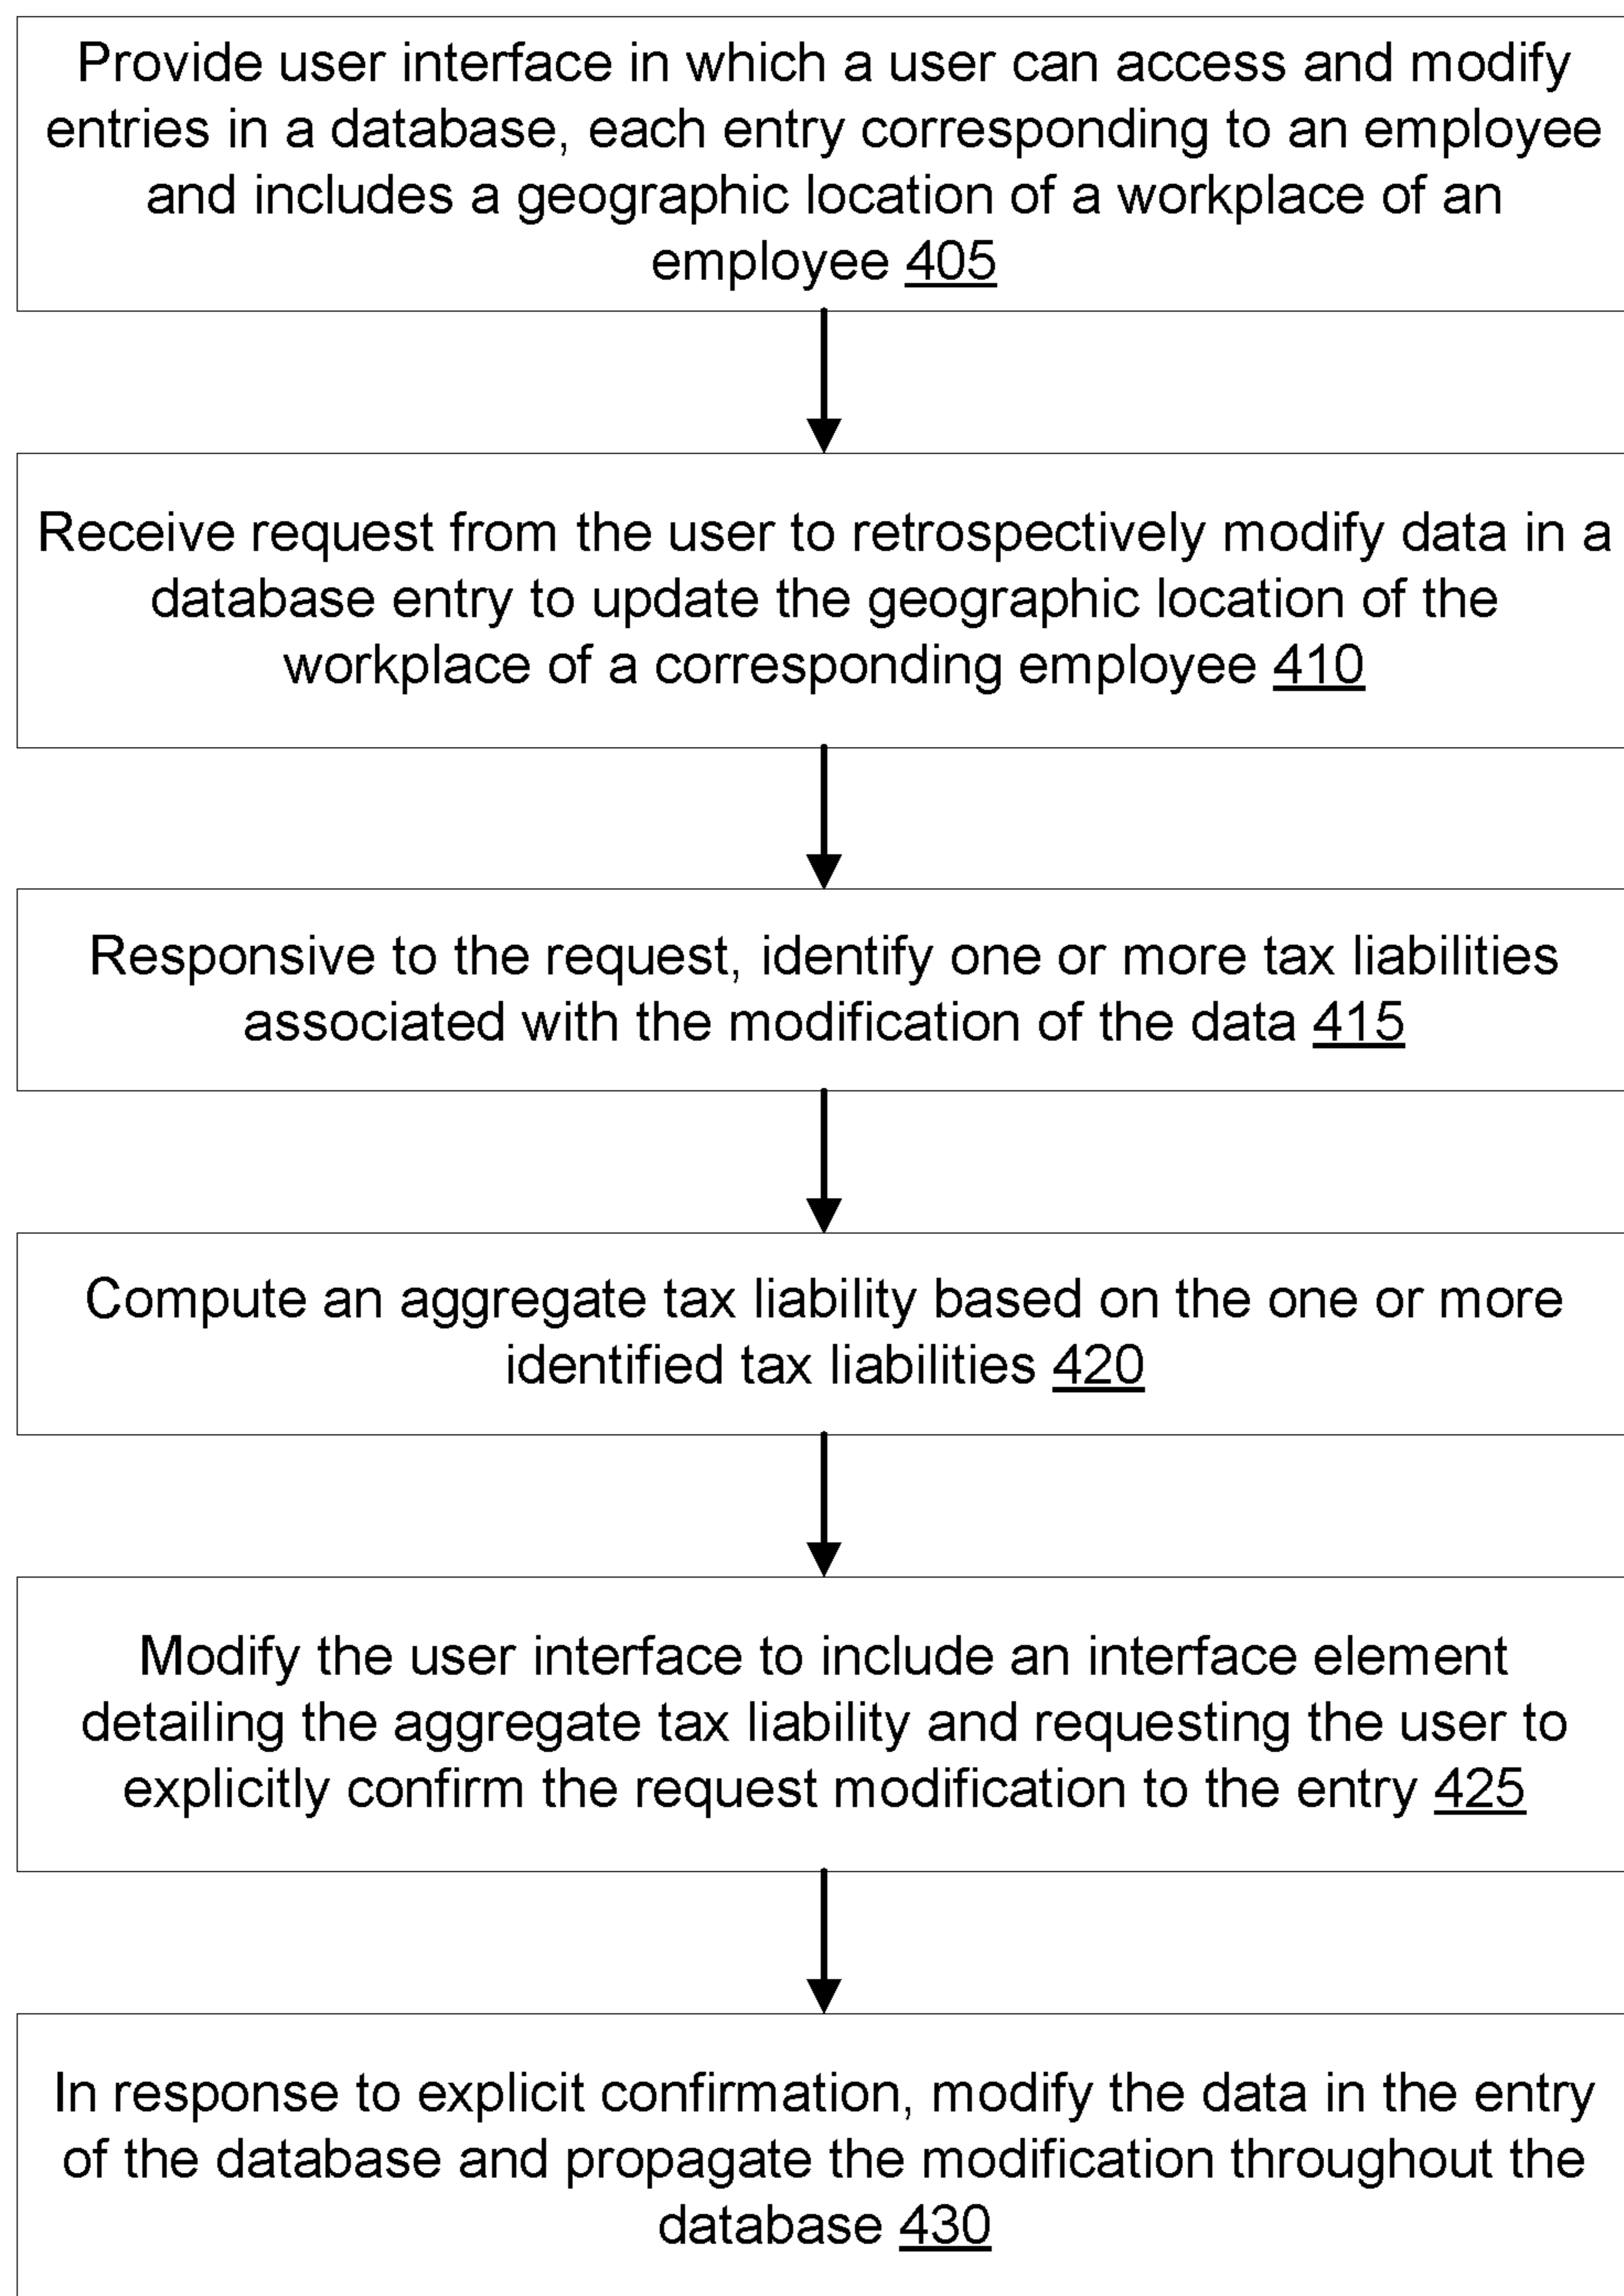 Provide user interface in which a user can access and modify
entries in a database, each entry corresponding to an employee
and includes a geographic location of a workplace of an
employee 405
Receive request from the user to retrospectively modify data in a
database entry to update the geographic location of the
workplace of a corresponding employee 410
Responsive to the request, identify one or more tax liabilities
associated with the modification of the data 415
Compute an aggregate tax liability based on the one or more
identified tax liabilities 420
Modify the user interface to include an interface element
detailing the aggregate tax liability and requesting the user to
explicitly confirm the request modification to the entry 425
In response to explicit confirmation, modify the data in the entry
of the database and propagate the modification throughout the
database 430